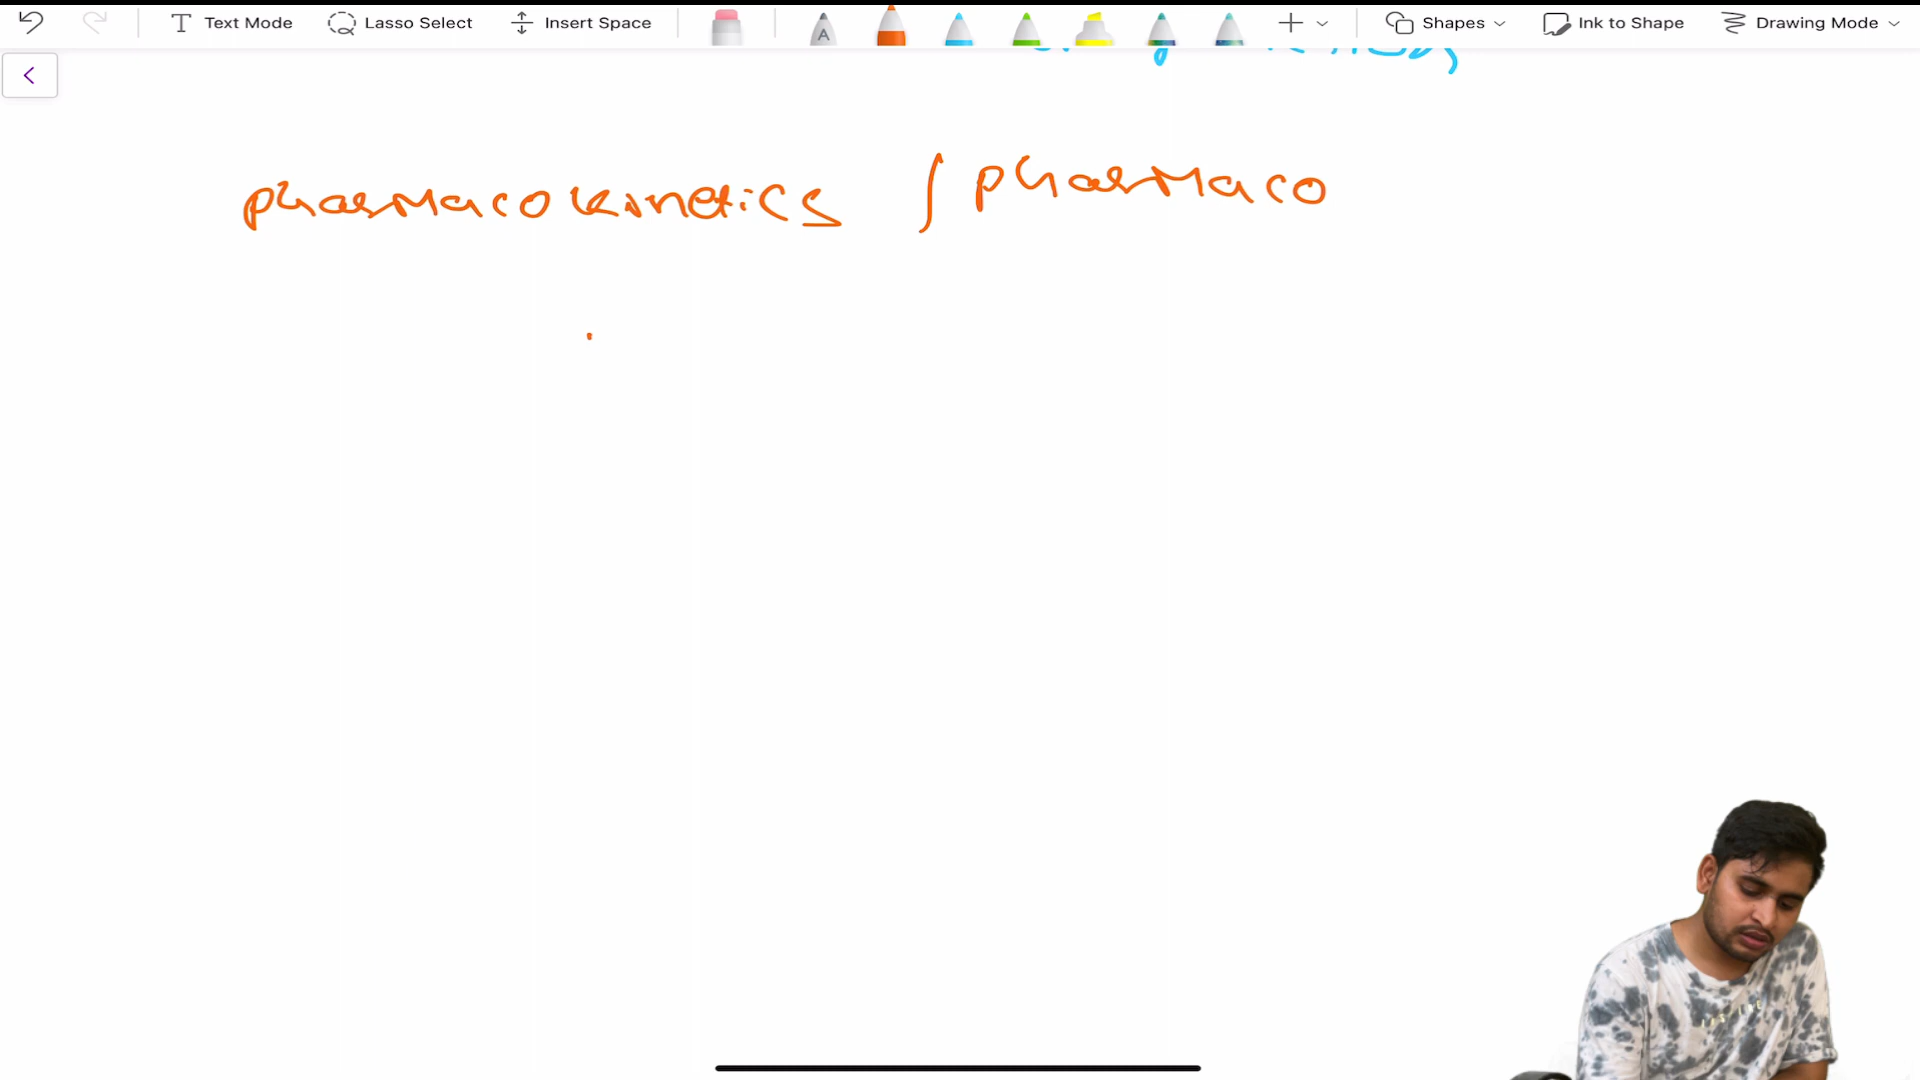 Text Mode Lasso Select Insert Space A Shapes Ink to Shape Drawing Mode
pharmacokinetics / pharmaco